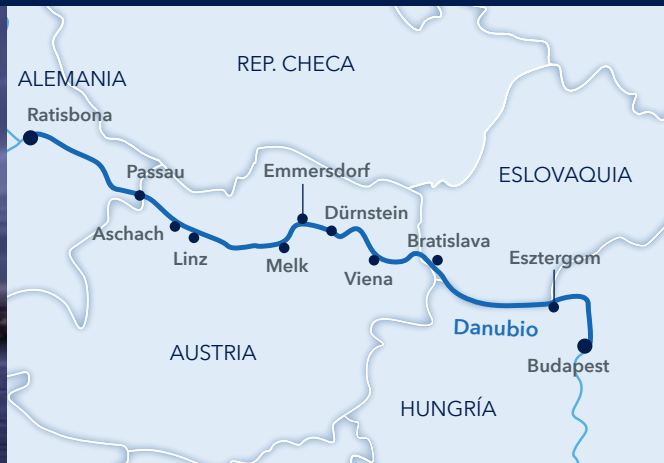 REP. CHECA
ALEMANIA
Ratisbona
Passau
Emmersdorf
ESLOVAQUIA
Dürnstein
Aschach
Linz
Melk
Viena
Bratislava
Esztergom
Danubio
AUSTRIA
Budapest
HUNGRÍA